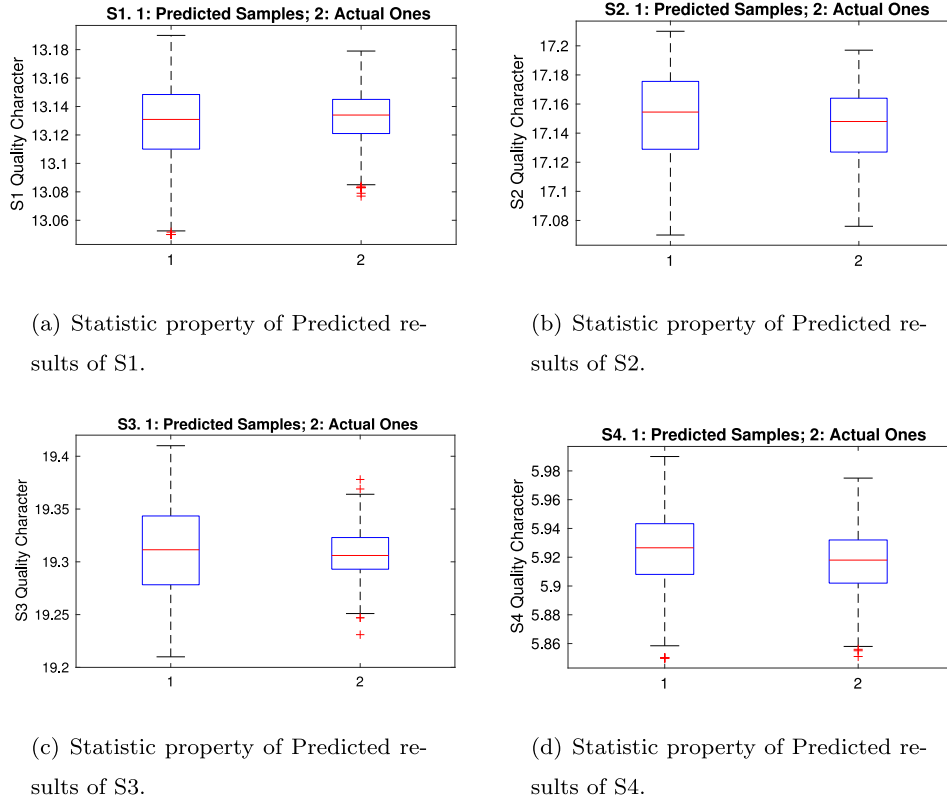 S1. 1: Predicted Samples; 2: Actual Ones
S1 Quality Character
13.18
13.16
13.14
13.12
13.1
13.08
13.06
1
2
(a) Statistic property of Predicted re-
sults of S1.
S2. 1: Predicted Samples; 2: Actual Ones
S2 Quality Character
17.2
17.18
17.16
17.14
17.12
17.1
17.08
1
2
(b) Statistic property of Predicted re-
sults of S2.
S3. 1: Predicted Samples; 2: Actual Ones
S3 Quality Character
19.4
19.35
19.3
19.25
19.2
1
2
(c) Statistic property of Predicted re-
sults of S3.
S4. 1: Predicted Samples; 2: Actual Ones
S4 Quality Character
5.98
5.96
5.94
5.92
5.9
5.88
5.86
1
2
(d) Statistic property of Predicted re-
sults of S4.